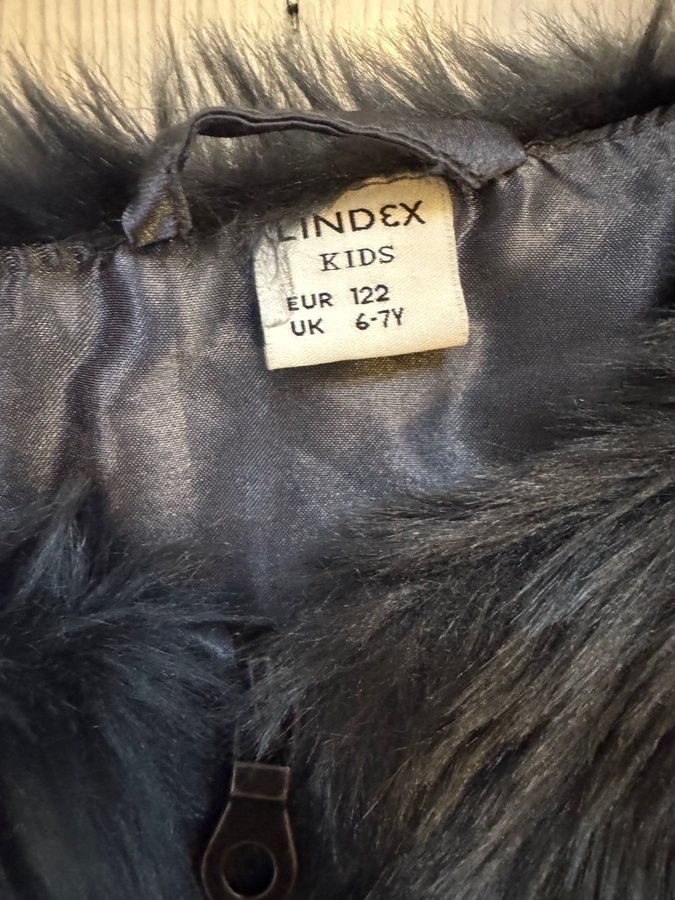 LINDEX
KIDS
EUR 122
UK 6-7Y